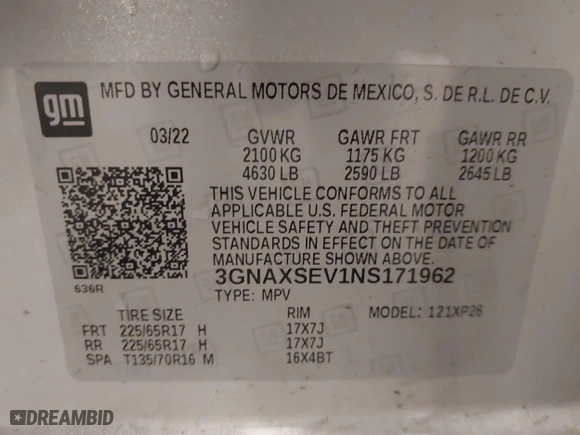 gm
MFD BY GENERAL MOTORS DE MEXICO, S. DE R.L. DE C.V.
03/22 GVWR GAWR FRT GAWR RR
2100 KG 1175 KG 1200 KG
4630 LB 2590 LB 2645 LB
THIS VEHICLE CONFORMS TO ALL
APPLICABLE U.S. FEDERAL MOTOR
VEHICLE SAFETY AND THEFT PREVENTION
STANDARDS IN EFFECT ON THE DATE OF
MANUFACTURE SHOWN ABOVE.
636R 3GNAXSEV1NS171962
TYPE: MPV
TIRE SIZE RIM MODEL: 121XP26
FRT 225/65R17 H 17X7J
RR 225/65R17 H 17X7J
SPA T135/70R16 M 16X4BT
DREAMBID